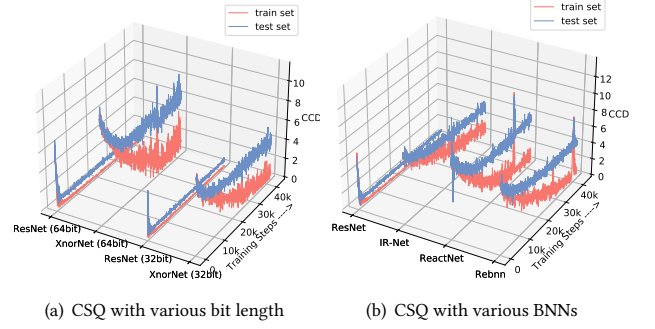 train set
test set
10
8
6
4
2
0
CCD
40k
30k
20k
10k
0
Training Steps --->
ResNet (64bit)
XnorNet (64bit)
ResNet (32bit)
XnorNet (32bit)
(a) CSQ with various bit length
train set
test set
12
10
8
6
4
2
0
CCD
40k
30k
20k
10k
0
Training Steps --->
ResNet
IR-Net
ReactNet
Rebnn
(b) CSQ with various BNNs